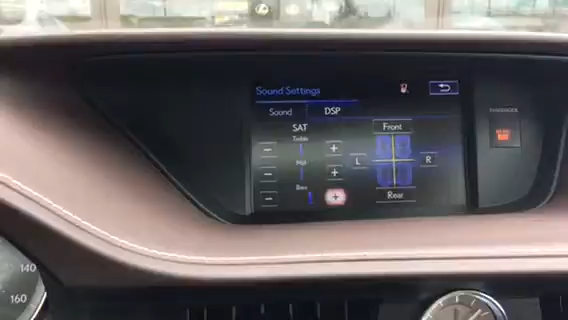 Sound Settings
Sound DSP
SAT
Treble
Mid
Bass
Front
L R
Rear
PASSENGER
140
160